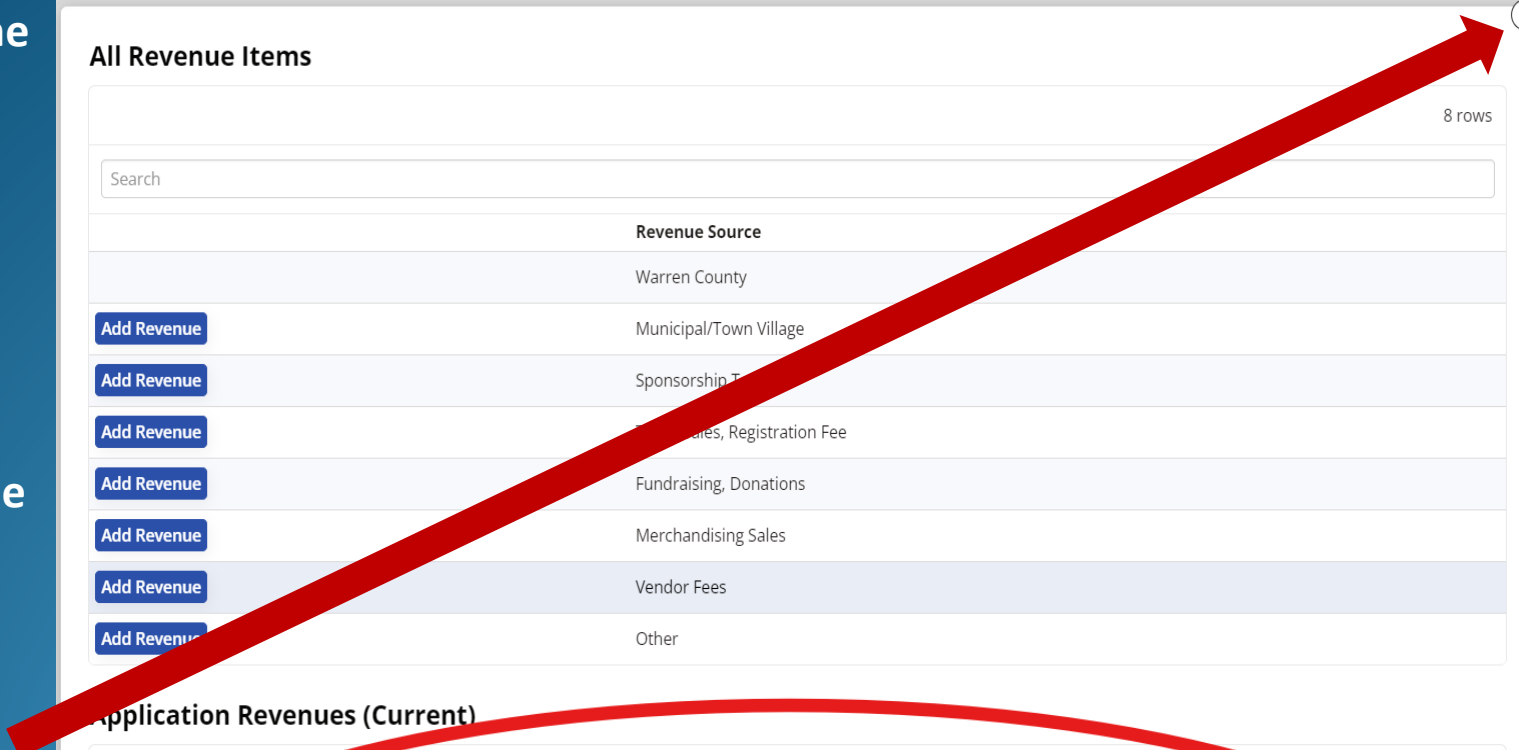 ne
All Revenue Items
8 rows
Search
Revenue Source
Warren County
Add Revenue Municipal/Town Village
Add Revenue Sponsorship
Add Revenue Registration Fee
Add Revenue Fundraising, Donations
e
Add Revenue Merchandising Sales
Add Revenue Vendor Fees
Add Revenue Other
Application Revenues (Current)